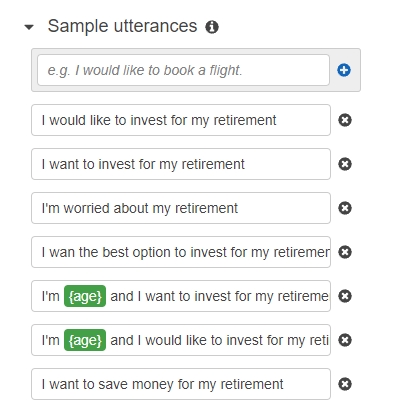 Sample utterances
e.g. I would like to book a flight.
I would like to invest for my retirement
I want to invest for my retirement
I'm worried about my retirement
I wan the best option to invest for my retiremen
I'm {age} and I want to invest for my retireme
I'm {age} and I would like to invest for my reti
I want to save money for my retirement